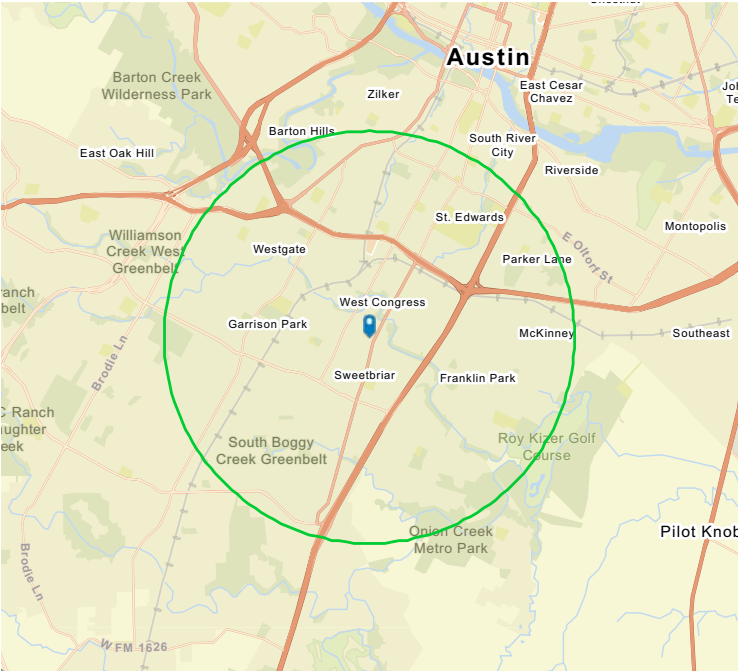 Chestnut
Austin
Barton Creek
Wilderness Park
Zilker
East Cesar
Chavez
Barton Hills
South River
City
East Oak Hill
Riverside
St. Edwards
Montopolis
Williamson
Creek West
Greenbelt
Westgate
E Oltorf St
Parker Lane
West Congress
Garrison Park
McKinney
Southeast
Brodie Ln
Sweetbriar
Franklin Park
C Ranch
South Boggy
Creek Greenbelt
Roy Kizer Golf
Course
Onion Creek
Metro Park
Pilot Knob
Brodie Ln
W FM 1626